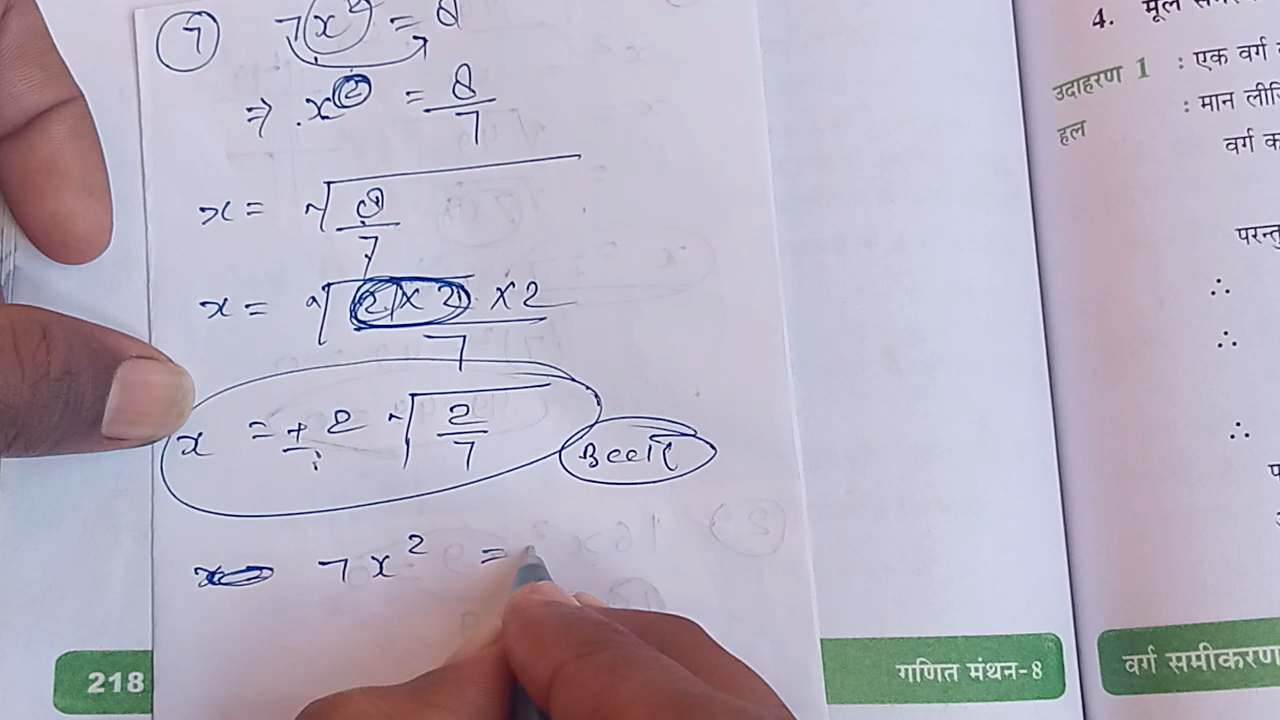 7 7x² = 8
⇒ x² = 8/7
x = √(8/7)
x = √(2×2×2/7)
x = ± 2 √(2/7)
7x² =
218
गणित मंथन-8
4. मूल
उदाहरण 1 : एक वर्ग
हल : मान
वर्ग
परन्तु
∴
∴
∴
वर्ग समीकरण